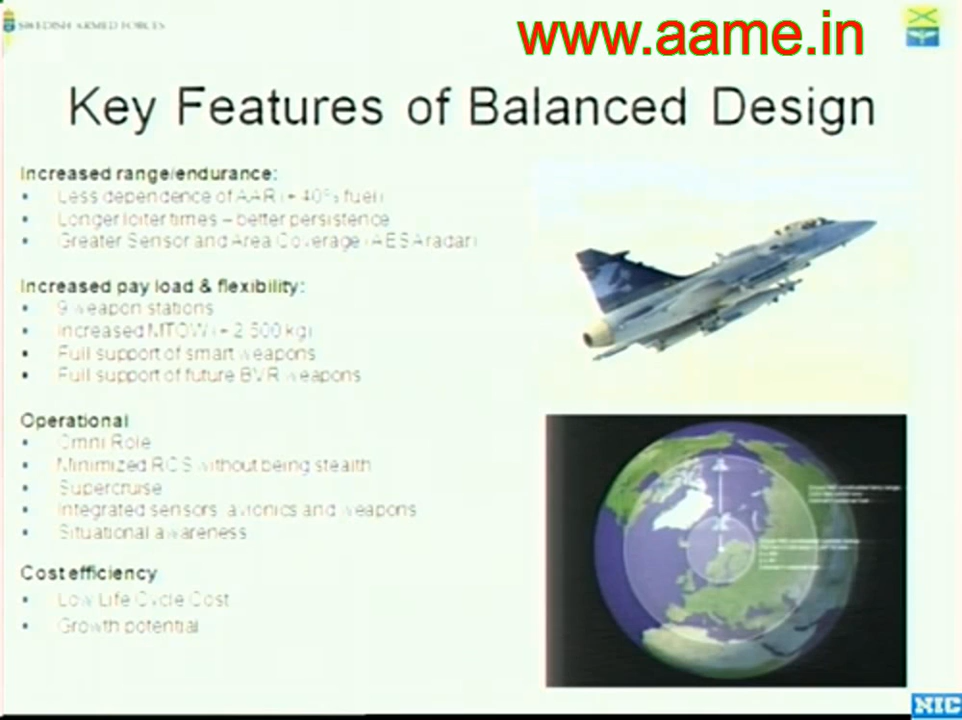 SWEDISH ARMED FORCES
www.aame.in
Key Features of Balanced Design
Increased range/endurance:
• Less dependence of AAR (+ 40% fuel)
• Longer loiter times – better persistence
• Greater Sensor and Area Coverage (AESA radar)
Increased pay load & flexibility:
• 9 weapon stations
• Increased MTOW (+ 2 500 kg)
• Full support of smart weapons
• Full support of future BVR weapons
Operational
• Omni Role
• Minimized RCS without being stealth
• Supercruise
• Integrated sensors, avionics and weapons
• Situational awareness
Cost efficiency
• Low Life Cycle Cost
• Growth potential
NIC